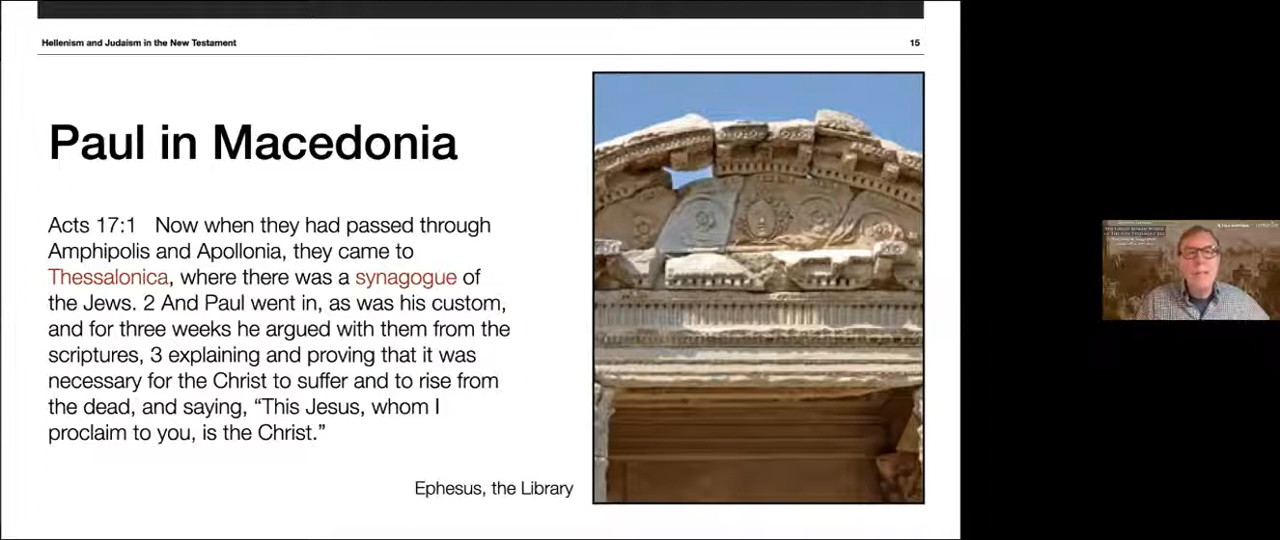 Hellenism and Judaism in the New Testament
15
Paul in Macedonia
Acts 17:1 Now when they had passed through
Amphipolis and Apollonia, they came to
Thessalonica, where there was a synagogue of
the Jews. 2 And Paul went in, as was his custom,
and for three weeks he argued with them from the
scriptures, 3 explaining and proving that it was
necessary for the Christ to suffer and to rise from
the dead, and saying, “This Jesus, whom I
proclaim to you, is the Christ.”
Ephesus, the Library